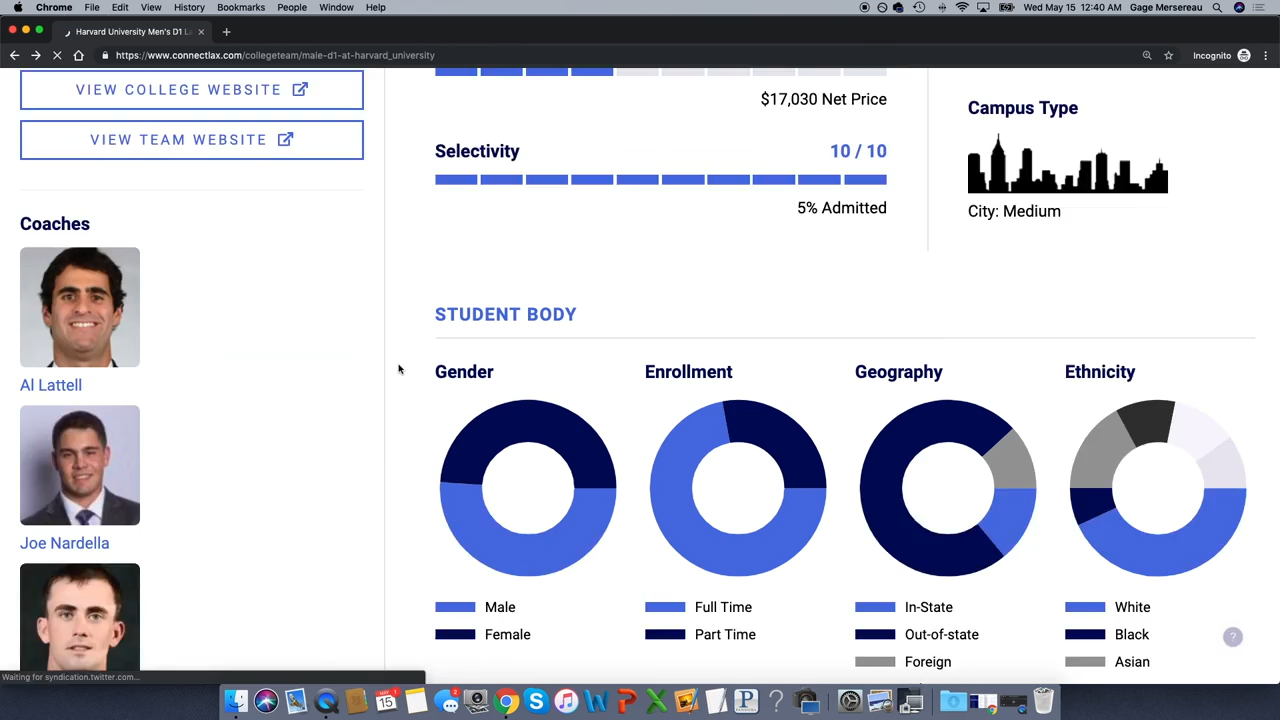 Chrome File Edit View History Bookmarks People Window Help Wed May 15 12:40 AM Gage Mersereau
Harvard University Men's D1 La
https://www.connectlax.com/collegeteam/male-d1-at-harvard_university Incognito
VIEW COLLEGE WEBSITE
VIEW TEAM WEBSITE
Coaches
Al Lattell
Joe Nardella
$17,030 Net Price
Selectivity 10 / 10
5% Admitted
Campus Type
City: Medium
STUDENT BODY
Gender Enrollment Geography Ethnicity
Male Full Time In-State White
Female Part Time Out-of-state Black
Foreign Asian
?
Waiting for syndication.twitter.com...